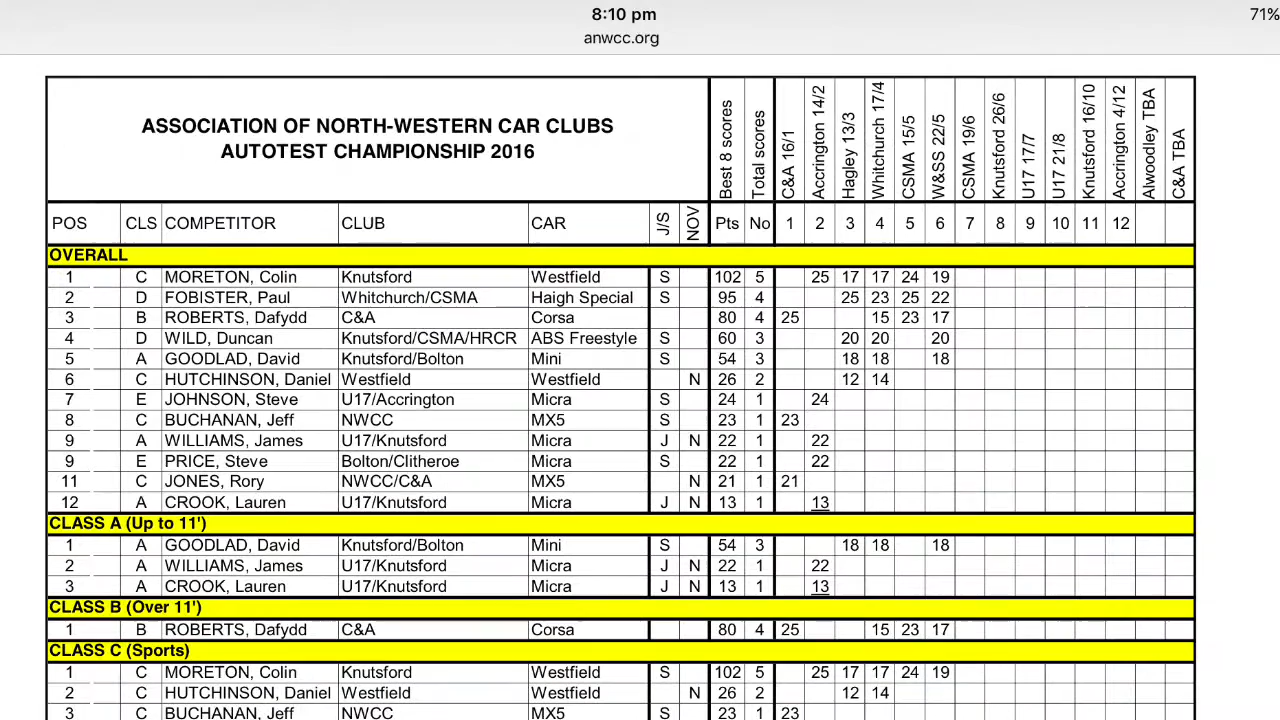 8:10 pm
71%
anwcc.org
ASSOCIATION OF NORTH-WESTERN CAR CLUBS
AUTOTEST CHAMPIONSHIP 2016
Best 8 scores
Total scores
C&A 16/1
Accrington 14/2
Hagley 13/3
Whitchurch 17/4
CSMA 15/5
W&SS 22/5
CSMA 19/6
Knutsford 26/6
U17 17/7
U17 21/8
Knutsford 16/10
Accrington 4/12
Alwoodley TBA
C&A TBA
POS CLS COMPETITOR CLUB CAR J/S NOV Pts No 1 2 3 4 5 6 7 8 9 10 11 12
OVERALL
1 C MORETON, Colin Knutsford Westfield S 102 5 25 17 17 24 19
2 D FOBISTER, Paul Whitchurch/CSMA Haigh Special S 95 4 25 23 25 22
3 B ROBERTS, Dafydd C&A Corsa 80 4 25 15 23 17
4 D WILD, Duncan Knutsford/CSMA/HRCR ABS Freestyle S 60 3 20 20 20
5 A GOODLAD, David Knutsford/Bolton Mini S 54 3 18 18 18
6 C HUTCHINSON, Daniel Westfield Westfield N 26 2 12 14
7 E JOHNSON, Steve U17/Accrington Micra S 24 1 24
8 C BUCHANAN, Jeff NWCC MX5 S 23 1 23
9 A WILLIAMS, James U17/Knutsford Micra J N 22 1 22
9 E PRICE, Steve Bolton/Clitheroe Micra S 22 1 22
11 C JONES, Rory NWCC/C&A MX5 N 21 1 21
12 A CROOK, Lauren U17/Knutsford Micra J N 13 1 13
CLASS A (Up to 11')
1 A GOODLAD, David Knutsford/Bolton Mini S 54 3 18 18 18
2 A WILLIAMS, James U17/Knutsford Micra J N 22 1 22
3 A CROOK, Lauren U17/Knutsford Micra J N 13 1 13
CLASS B (Over 11')
1 B ROBERTS, Dafydd C&A Corsa 80 4 25 15 23 17
CLASS C (Sports)
1 C MORETON, Colin Knutsford Westfield S 102 5 25 17 17 24 19
2 C HUTCHINSON, Daniel Westfield Westfield N 26 2 12 14
3 C BUCHANAN, Jeff NWCC MX5 S 23 1 23